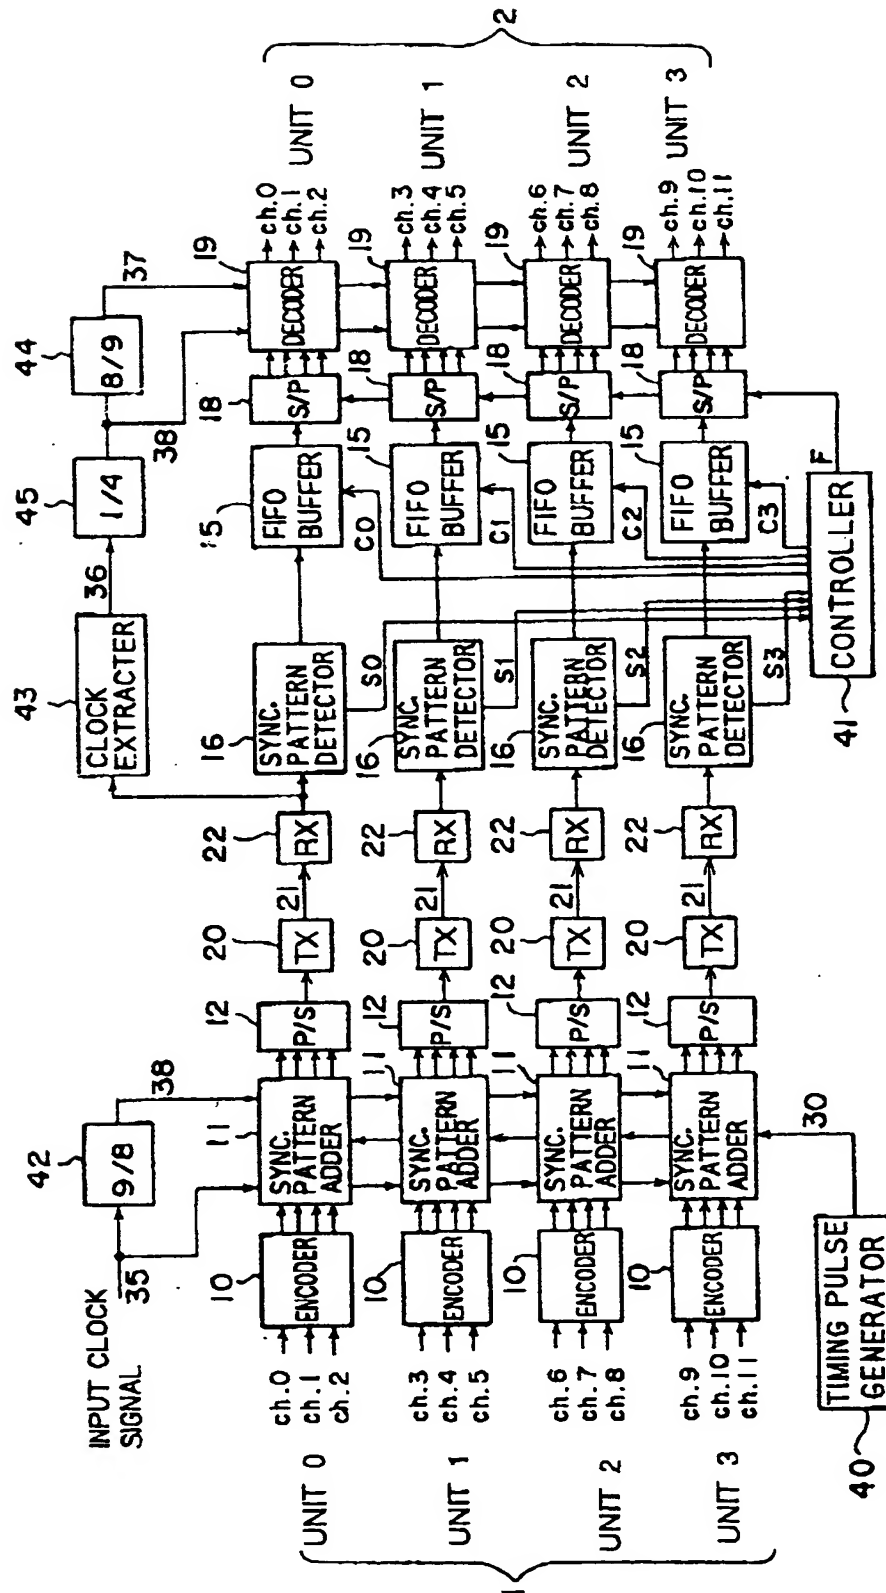 INPUT CLOCK
SIGNAL
35
42
9/8
38
UNIT 0
ch.0
ch.1
ch.2
10
ENCODER
11
SYNC.
PATTERN
ADDER
12
P/S
20
TX
21
22
RX
43
CLOCK
EXTRACTER
36
45
1/4
38
44
8/9
37
16
SYNC.
PATTERN
DETECTOR
S0
15
FIFO
BUFFER
C0
18
S/P
19
DECODER
ch.0
ch.1
ch.2
UNIT 0
UNIT 1
ch.3
ch.4
ch.5
10
ENCODER
11
SYNC.
PATTERN
ADDER
12
P/S
20
TX
21
22
RX
16
SYNC.
PATTERN
DETECTOR
S1
15
FIFO
BUFFER
C1
18
S/P
19
DECODER
ch.3
ch.4
ch.5
UNIT 1
UNIT 2
ch.6
ch.7
ch.8
10
ENCODER
11
SYNC.
PATTERN
ADDER
12
P/S
20
TX
21
22
RX
16
SYNC.
PATTERN
DETECTOR
S2
15
FIFO
BUFFER
C2
18
S/P
19
DECODER
ch.6
ch.7
ch.8
UNIT 2
UNIT 3
ch.9
ch.10
ch.11
10
ENCODER
11
SYNC.
PATTERN
ADDER
12
P/S
20
TX
21
22
RX
16
SYNC.
PATTERN
DETECTOR
S3
15
FIFO
BUFFER
C3
18
S/P
19
DECODER
ch.9
ch.10
ch.11
UNIT 3
1
2
40
TIMING PULSE
GENERATOR
30
41
CONTROLLER
F